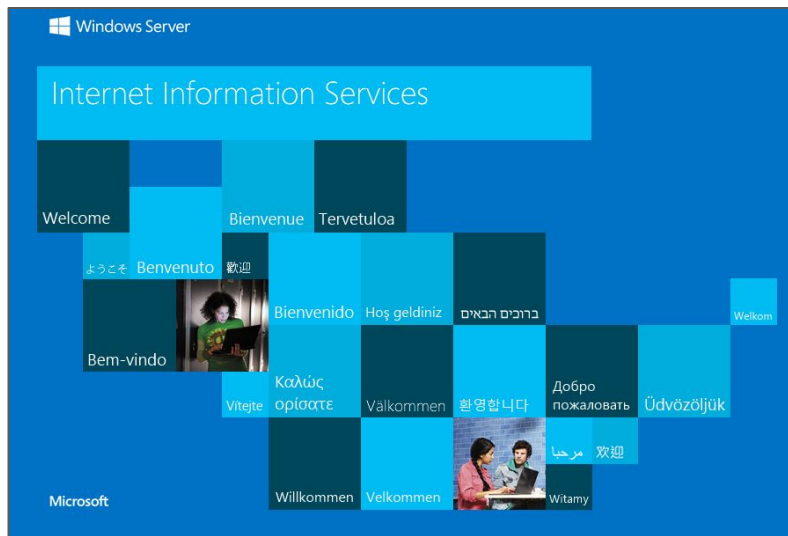 Windows Server
Internet Information Services
Welcome
Bienvenue
Tervetuloa
ようこそ
Benvenuto
歡迎
Bienvenido
Hoş geldiniz
ברוכים הבאים
Welkom
Bem-vindo
Vítejte
Καλώς
ορίσατε
Välkommen
환영합니다
Добро
пожаловать
Üdvözöljük
مرحبا
欢迎
Microsoft
Willkommen
Velkommen
Witamy